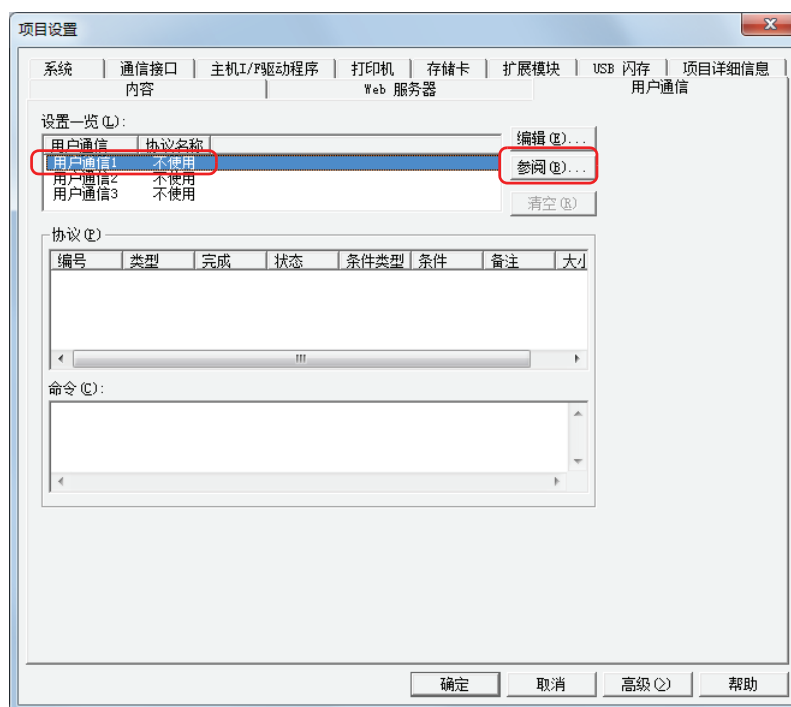 项目设置
系统 通信接口 主机I/F驱动程序 打印机 存储卡 扩展模块 USB 闪存 项目详细信息
内容 Web 服务器 用户通信
设置一览(L):
编辑(E)...
用户通信 协议名称
用户通信1 不使用
参阅(B)...
用户通信2 不使用
用户通信3 不使用
清空(R)
协议(P)
编号 类型 完成 状态 条件类型 条件 备注 大小
命令(C):
确定 取消 高级(>) 帮助